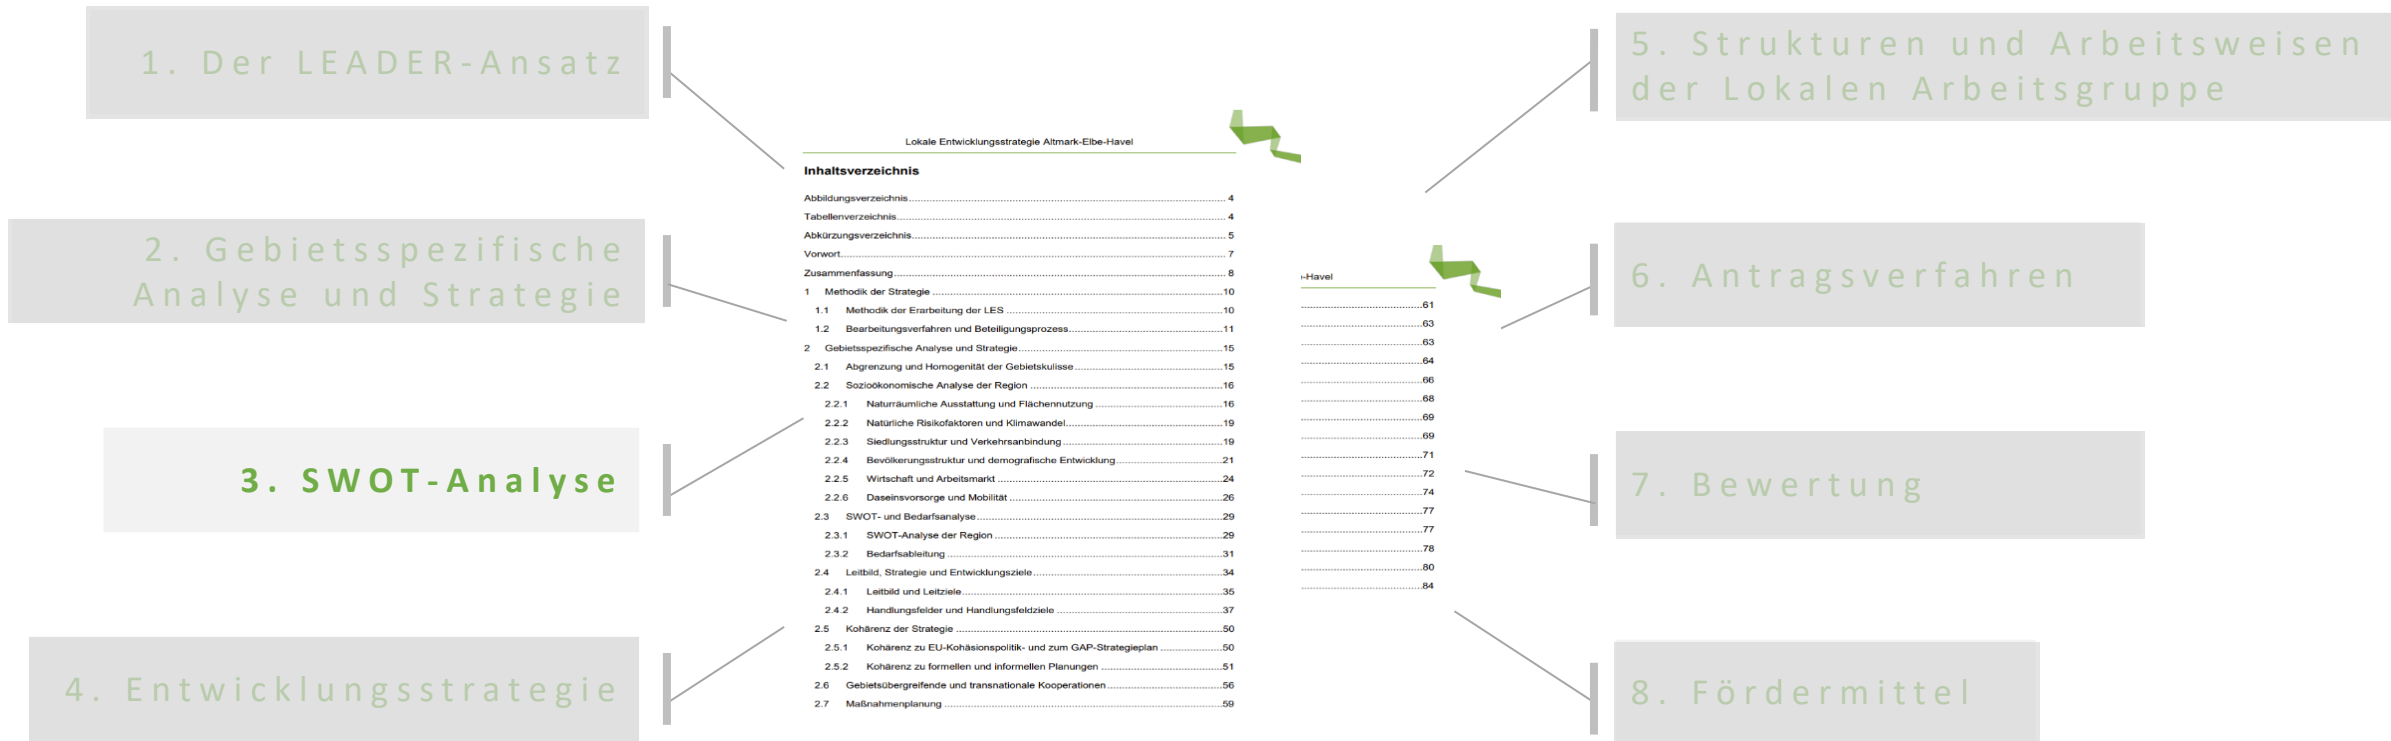 1. Der LEADER-Ansatz
2. Gebietsspezifische
Analyse und Strategie
3. SWOT-Analyse
4. Entwicklungsstrategie
Lokale Entwicklungsstrategie Altmark-Elbe-Havel
Inhaltsverzeichnis
Abbildungsverzeichnis 4
Tabellenverzeichnis 4
Abkürzungsverzeichnis 5
Vorwort 7
Zusammenfassung 8
1 Methodik der Strategie 10
1.1 Methodik der Erarbeitung der LES 10
1.2 Bearbeitungsverfahren und Beteiligungsprozess 11
2 Gebietsspezifische Analyse und Strategie 15
2.1 Abgrenzung und Homogenität der Gebietskulisse 15
2.2 Sozioökonomische Analyse der Region 16
2.2.1 Naturräumliche Ausstattung und Flächennutzung 16
2.2.2 Natürliche Risikofaktoren und Klimawandel 19
2.2.3 Siedlungsstruktur und Verkehrsanbindung 19
2.2.4 Bevölkerungsstruktur und demografische Entwicklung 21
2.2.5 Wirtschaft und Arbeitsmarkt 24
2.2.6 Daseinsvorsorge und Mobilität 26
2.3 SWOT- und Bedarfsanalyse 29
2.3.1 SWOT-Analyse der Region 29
2.3.2 Bedarfsableitung 31
2.4 Leitbild, Strategie und Entwicklungsziele 34
2.4.1 Leitbild und Leitziele 35
2.4.2 Handlungsfelder und Handlungsfeldziele 37
2.5 Kohärenz der Strategie 50
2.5.1 Kohärenz zu EU-Kohäsionspolitik- und zum GAP-Strategieplan 50
2.5.2 Kohärenz zu formellen und informellen Planungen 51
2.6 Gebietsübergreifende und transnationale Kooperationen 56
2.7 Maßnahmenplanung 59
-Havel
61
63
63
64
66
68
69
69
71
72
74
77
77
78
80
84
5. Strukturen und Arbeitsweisen
der Lokalen Arbeitsgruppe
6. Antragsverfahren
7. Bewertung
8. Fördermittel